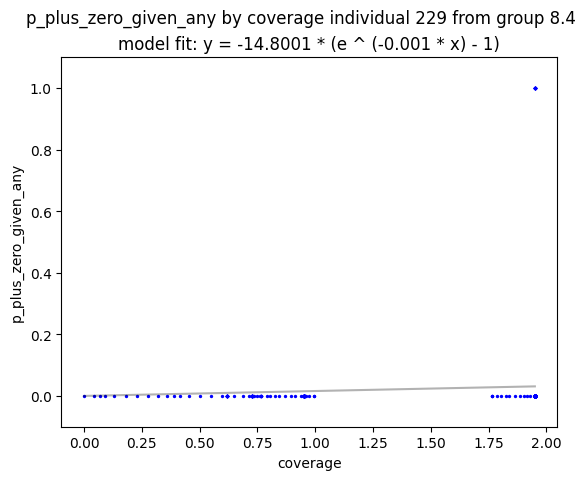 p_plus_zero_given_any by coverage individual 229 from group 8.4
model fit: y = -14.8001 * (e ^ (-0.001 * x) - 1)
1.0
0.8
0.6
0.4
0.2
0.0
p_plus_zero_given_any
0.00 0.25 0.50 0.75 1.00 1.25 1.50 1.75 2.00
coverage